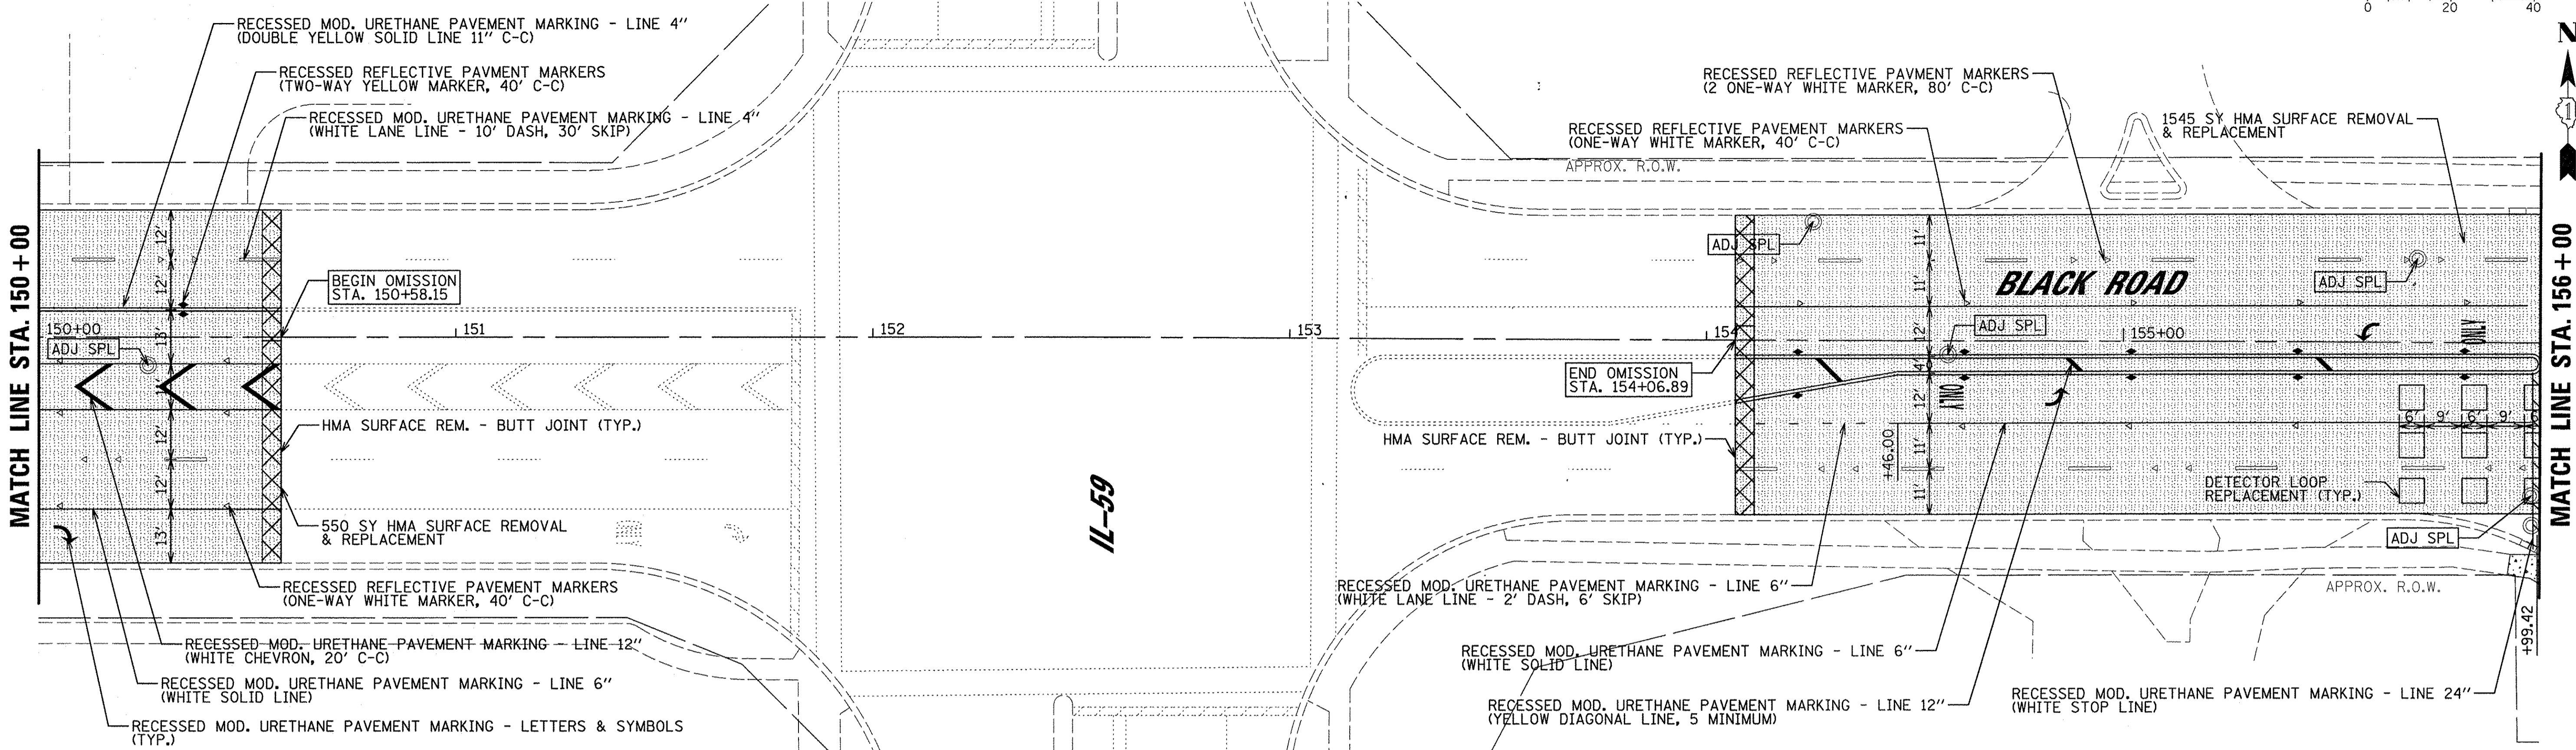 0 20 40
N
1
MATCH LINE STA. 150+00
RECESSED MOD. URETHANE PAVEMENT MARKING - LINE 4"
(DOUBLE YELLOW SOLID LINE 11" C-C)
RECESSED REFLECTIVE PAVMENT MARKERS
(TWO-WAY YELLOW MARKER, 40' C-C)
RECESSED MOD. URETHANE PAVEMENT MARKING - LINE 4"
(WHITE LANE LINE - 10' DASH, 30' SKIP)
12'
12'
13'
11'
12'
12'
13'
150+00
ADJ SPL
BEGIN OMISSION
STA. 150+58.15
151
152
153
154
155+00
HMA SURFACE REM. - BUTT JOINT (TYP.)
550 SY HMA SURFACE REMOVAL
& REPLACEMENT
RECESSED REFLECTIVE PAVEMENT MARKERS
(ONE-WAY WHITE MARKER, 40' C-C)
RECESSED MOD. URETHANE PAVEMENT MARKING - LINE 12"
(WHITE CHEVRON, 20' C-C)
RECESSED MOD. URETHANE PAVEMENT MARKING - LINE 6"
(WHITE SOLID LINE)
RECESSED MOD. URETHANE PAVEMENT MARKING - LETTERS & SYMBOLS
(TYP.)
IL-59
RECESSED REFLECTIVE PAVMENT MARKERS
(2 ONE-WAY WHITE MARKER, 80' C-C)
RECESSED REFLECTIVE PAVEMENT MARKERS
(ONE-WAY WHITE MARKER, 40' C-C)
APPROX. R.O.W.
1545 SY HMA SURFACE REMOVAL
& REPLACEMENT
ADJ SPL
BLACK ROAD
ADJ SPL
ADJ SPL
11'
11'
12'
4'
12'
11'
11'
ONLY
ONLY
END OMISSION
STA. 154+06.89
HMA SURFACE REM. - BUTT JOINT (TYP.)
+46.00
6' 9' 6' 9' 6'
DETECTOR LOOP
REPLACEMENT (TYP.)
ADJ SPL
APPROX. R.O.W.
+99.42
RECESSED MOD. URETHANE PAVEMENT MARKING - LINE 6"
(WHITE LANE LINE - 2' DASH, 6' SKIP)
RECESSED MOD. URETHANE PAVEMENT MARKING - LINE 6"
(WHITE SOLID LINE)
RECESSED MOD. URETHANE PAVEMENT MARKING - LINE 12"
(YELLOW DIAGONAL LINE, 5 MINIMUM)
RECESSED MOD. URETHANE PAVEMENT MARKING - LINE 24"
(WHITE STOP LINE)
MATCH LINE STA. 156+00